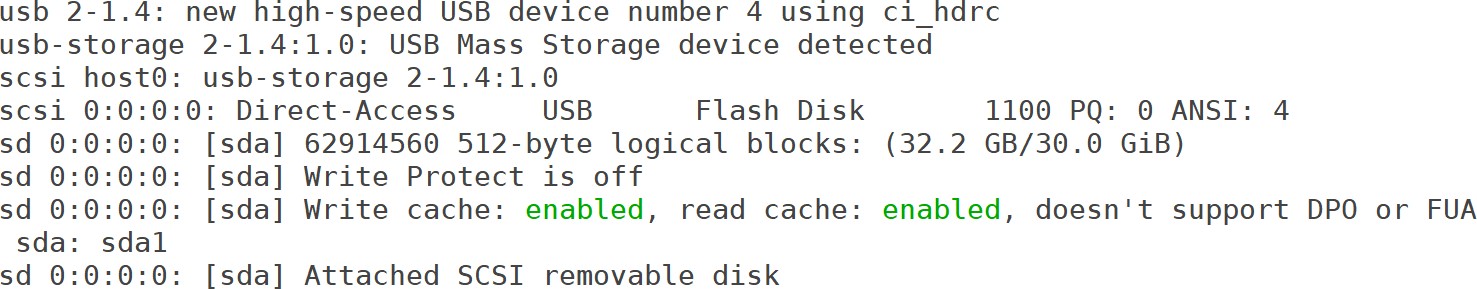 usb 2-1.4: new high-speed USB device number 4 using ci_hdrc
usb-storage 2-1.4:1.0: USB Mass Storage device detected
scsi host0: usb-storage 2-1.4:1.0
scsi 0:0:0:0: Direct-Access     USB      Flash Disk       1100 PQ: 0 ANSI: 4
sd 0:0:0:0: [sda] 62914560 512-byte logical blocks: (32.2 GB/30.0 GiB)
sd 0:0:0:0: [sda] Write Protect is off
sd 0:0:0:0: [sda] Write cache: enabled, read cache: enabled, doesn't support DPO or FUA
 sda: sda1
sd 0:0:0:0: [sda] Attached SCSI removable disk